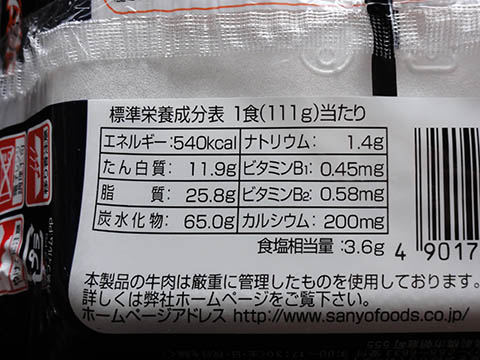 標準栄養成分表 1食(111g)当たり
エネルギー:540kcal ナトリウム: 1.4g
たん白質: 11.9g ビタミンB1: 0.45mg
脂質: 25.8g ビタミンB2: 0.58mg
炭水化物: 65.0g カルシウム: 200mg
食塩相当量:3.6g
4 9017
本製品の牛肉は厳重に管理したものを使用しております。
詳しくは弊社ホームページをご覧下さい。
ホームページアドレス http://www.sanyofoods.co.jp/